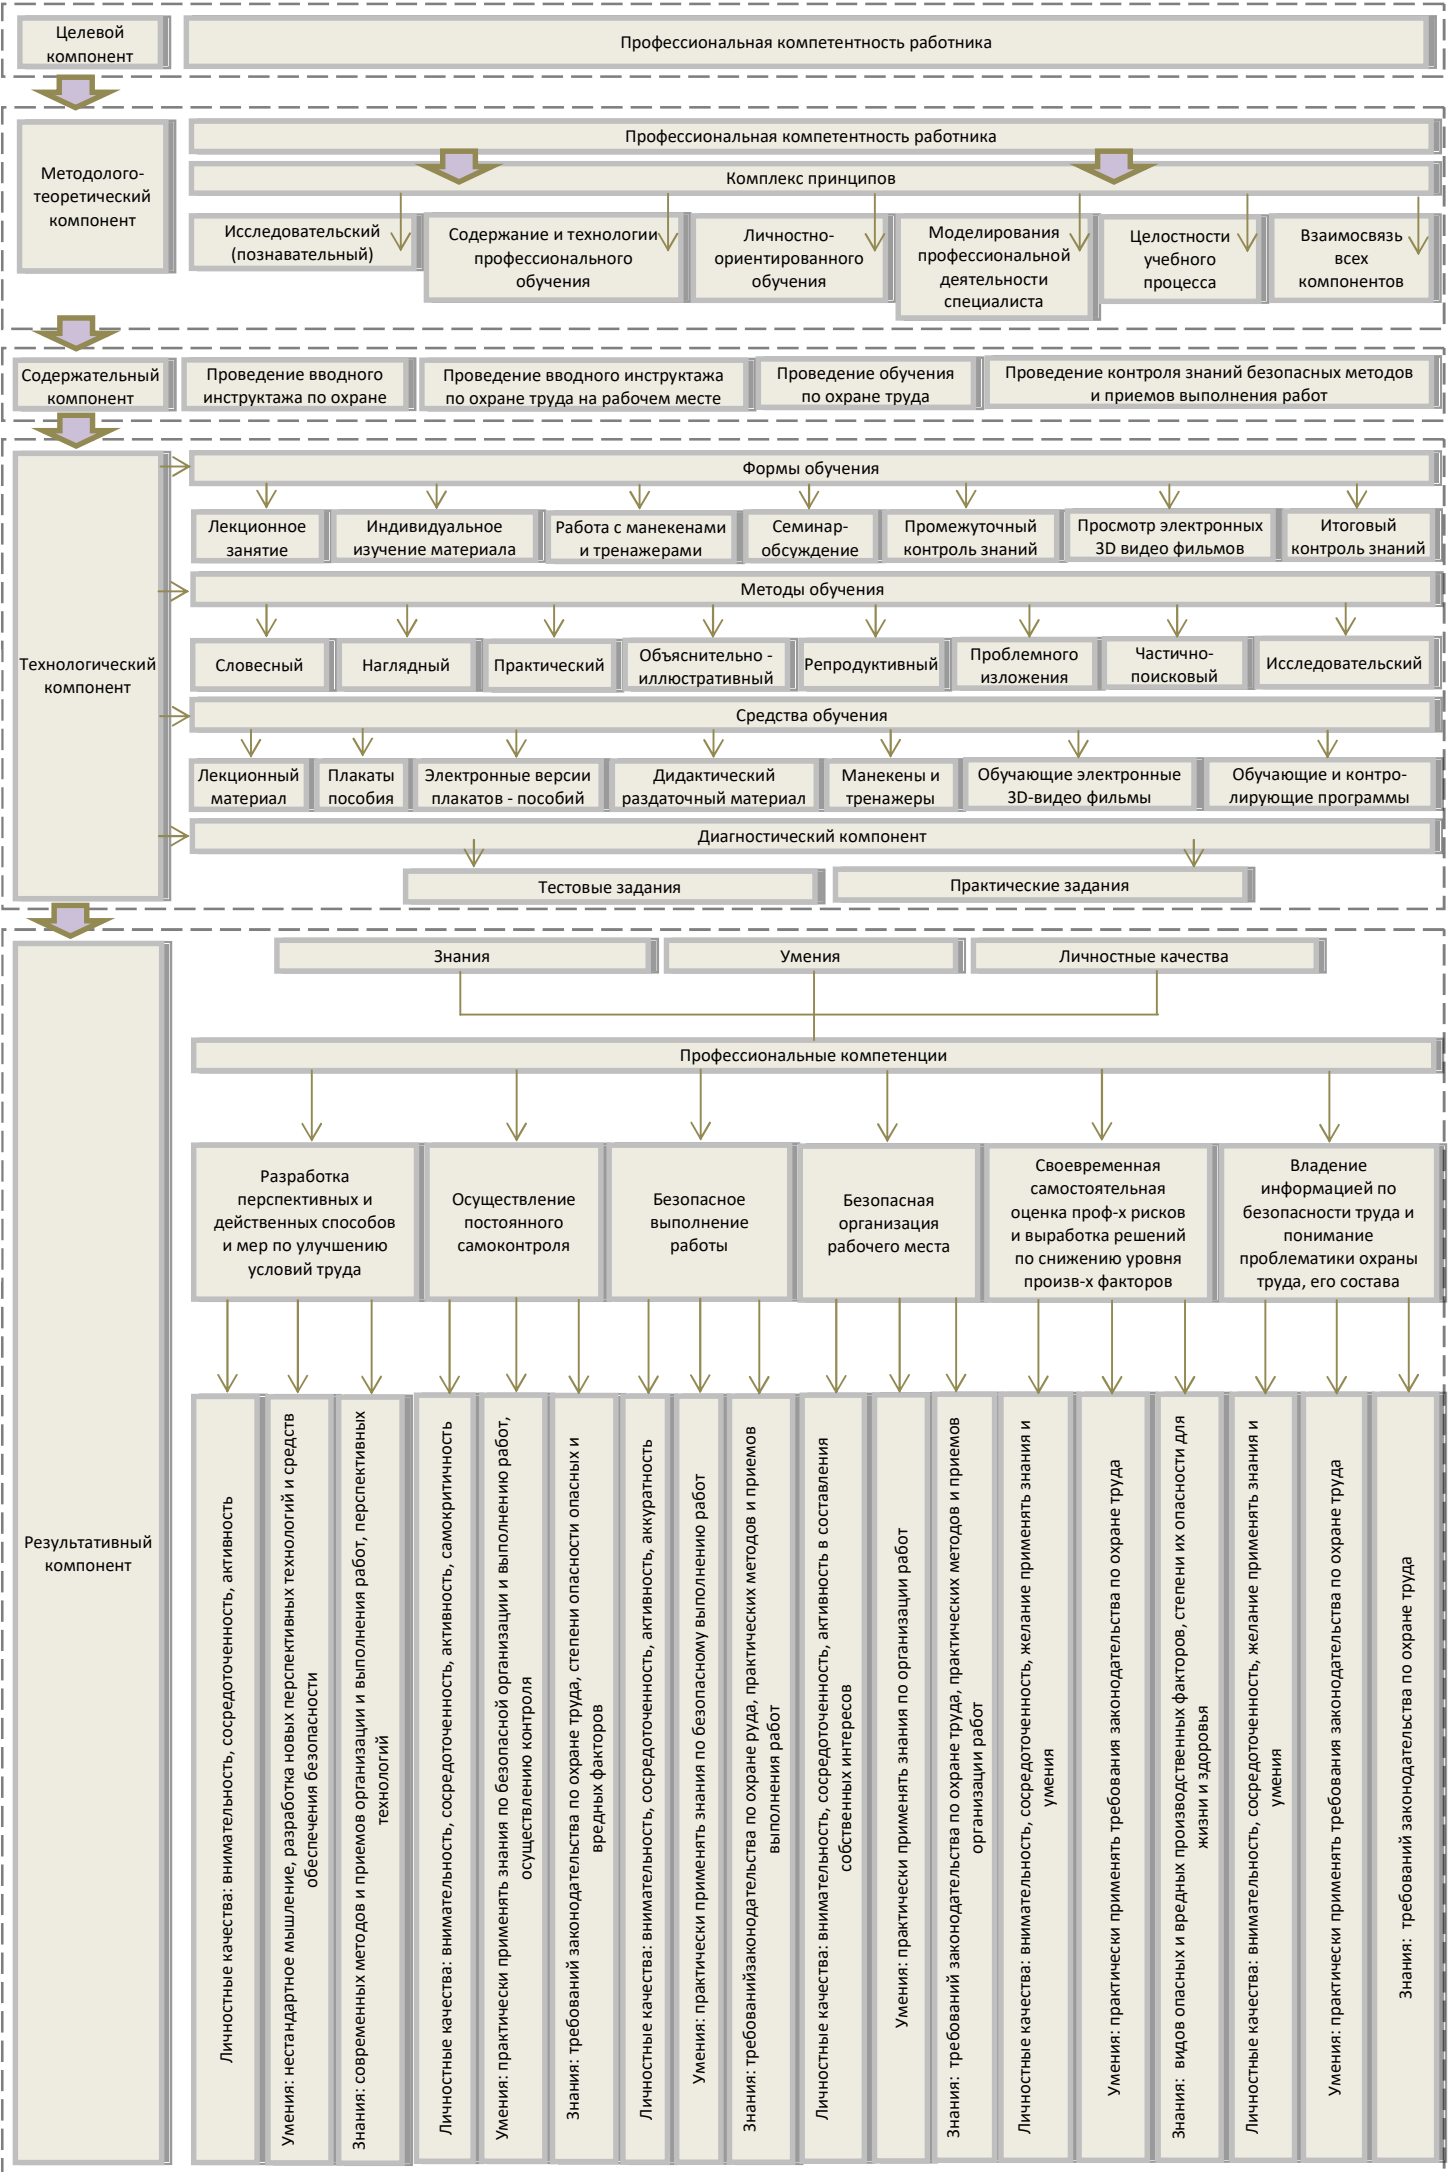 Целевой
компонент
Профессиональная компетентность работника
Методолого-
теоретический
компонент
Профессиональная компетентность работника
Комплекс принципов
Исследовательский
(познавательный)
Содержание и технологии
профессионального
обучения
Личностно-
ориентированного
обучения
Моделирования
профессиональной
деятельности
специалиста
Целостности
учебного
процесса
Взаимосвязь
всех
компонентов
Содержательный
компонент
Проведение вводного
инструктажа по охране
Проведение вводного инструктажа
по охране труда на рабочем месте
Проведение обучения
по охране труда
Проведение контроля знаний безопасных методов
и приемов выполнения работ
Технологический
компонент
Формы обучения
Лекционное
занятие
Индивидуальное
изучение материала
Работа с манекенами
и тренажерами
Семинар-
обсуждение
Промежуточный
контроль знаний
Просмотр электронных
3D видео фильмов
Итоговый
контроль знаний
Методы обучения
Словесный
Наглядный
Практический
Объяснительно -
иллюстративный
Репродуктивный
Проблемного
изложения
Частично-
поисковый
Исследовательский
Средства обучения
Лекционный
материал
Плакаты
пособия
Электронные версии
плакатов - пособий
Дидактический
раздаточный материал
Манекены и
тренажеры
Обучающие электронные
3D-видео фильмы
Обучающие и контро-
лирующие программы
Диагностический компонент
Тестовые задания
Практические задания
Результативный
компонент
Знания
Умения
Личностные качества
Профессиональные компетенции
Разработка
перспективных и
действенных способов
и мер по улучшению
условий труда
Осуществление
постоянного
самоконтроля
Безопасное
выполнение
работы
Безопасная
организация
рабочего места
Своевременная
самостоятельная
оценка проф-х рисков
и выработка решений
по снижению уровня
произв-х факторов
Владение
информацией по
безопасности труда и
понимание
проблематики охраны
труда, его состава
Личностные качества: внимательность, сосредоточенность, активность
Умения: нестандартное мышление, разработка новых перспективных технологий и средств
обеспечения безопасности
Знания: современных методов и приемов организации и выполнения работ, перспективных
технологий
Личностные качества: внимательность, сосредоточенность, активность, самокритичность
Умения: практически применять знания по безопасной организации и выполнению работ,
осуществлению контроля
Знания: требований законодательства по охране труда, степени опасности опасных и
вредных факторов
Личностные качества: внимательность, сосредоточенность, активность, аккуратность
Умения: практически применять знания по безопасному выполнению работ
Знания: требованийзаконодательства по охране руда, практических методов и приемов
выполнения работ
Личностные качества: внимательность, сосредоточенность, активность в составления
собственных интересов
Умения: практически применять знания по организации работ
Знания: требований законодательства по охране труда, практических методов и приемов
организации работ
Личностные качества: внимательность, сосредоточенность, желание применять знания и
умения
Умения: практически применять требования законодательства по охране труда
Знания: видов опасных и вредных производственных факторов, степени их опасности для
жизни и здоровья
Личностные качества: внимательность, сосредоточенность, желание применять знания и
умения
Умения: практически применять требования законодательства по охране труда
Знания: требований законодательства по охране труда